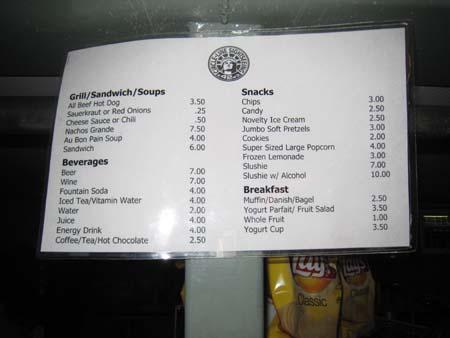 Grill/Sandwich/Soups
All Beef Hot Dog 3.50
Sauerkraut or Red Onions .25
Cheese Sauce or Chili .50
Nachos Grande 7.50
Au Bon Pain Soup 4.00
Sandwich 6.00
Beverages
Beer 7.00
Wine 7.00
Fountain Soda 4.00
Iced Tea/Vitamin Water 4.00
Water 2.00
Juice 4.00
Energy Drink 4.00
Coffee/Tea/Hot Chocolate 2.50
Snacks
Chips 3.00
Candy 2.50
Novelty Ice Cream 2.50
Jumbo Soft Pretzels 3.00
Cookies 2.00
Super Sized Large Popcorn 4.00
Frozen Lemonade 3.00
Slushie 7.00
Slushie w/ Alcohol 10.00
Breakfast
Muffin/Danish/Bagel 2.50
Yogurt Parfait/ Fruit Salad 3.50
Whole Fruit 1.00
Yogurt Cup 3.50
Lay's
Classic
Lay's
Classic